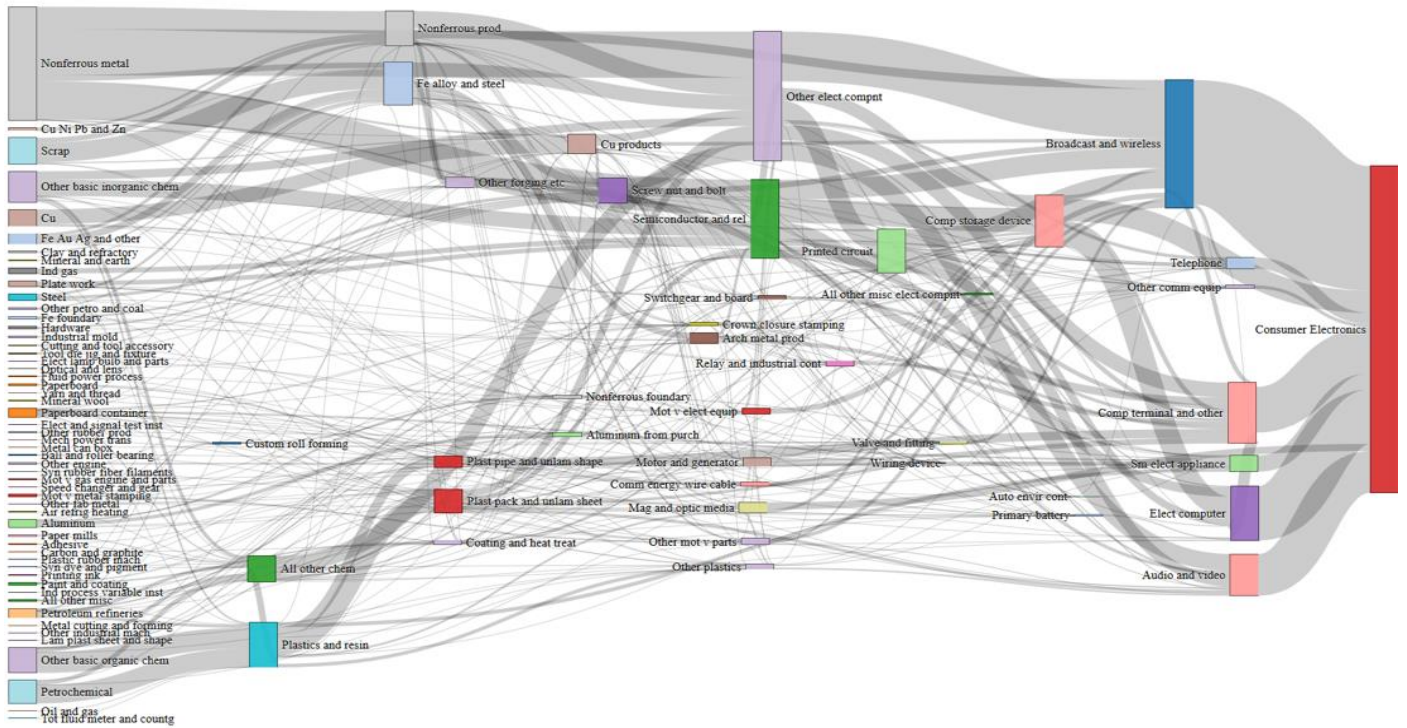 Nonferrous metal
Cu Ni Pb and Zn
Scrap
Other basic inorganic chem
Cu
Fe Au Ag and other
Clay and refractory
Mineral and earth
Ind gas
Plate work
Steel
Other petro and coal
Fe foundary
Hardware
Industrial mold
Cutting and tool accessory
Tool die jig and fixture
Elect lamp bulb and parts
Optical and lens
Fluid power process
Paperboard
Yarn and thread
Mineral wool
Paperboard container
Elect and signal test inst
Other rubber prod
Mech power trans
Metal can box
Ball and roller bearing
Other engine
Syn rubber fiber filaments
Mot v gas engine and parts
Speed changer and gear
Mot v metal stamping
Other fab metal
Air refrig heating
Aluminum
Paper mills
Adhesive
Carbon and graphite
Plastic rubber mach
Syn dye and pigment
Printing ink
Paint and coating
Ind process variable inst
All other misc
Petroleum refineries
Metal cutting and forming
Other industrial mach
Lam plast sheet and shape
Other basic organic chem
Petrochemical
Oil and gas
Tot fluid meter and countg
Custom roll forming
All other chem
Plastics and resin
Nonferrous prod
Fe alloy and steel
Other forging etc
Plast pipe and unlam shape
Plast pack and unlam sheet
Coating and heat treat
Cu products
Screw nut and bolt
Nonferrous foundary
Aluminum from purch
Crown closure stamping
Arch metal prod
Other elect compnt
Semiconductor and rel
Switchgear and board
Relay and industrial cont
Mot v elect equip
Motor and generator
Comm energy wire cable
Mag and optic media
Other mot v parts
Other plastics
Printed circuit
All other misc elect compnt
Valve and fitting
Wiring device
Comp storage device
Auto envir cont
Primary battery
Broadcast and wireless
Telephone
Other comm equip
Comp terminal and other
Sm elect appliance
Elect computer
Audio and video
Consumer Electronics